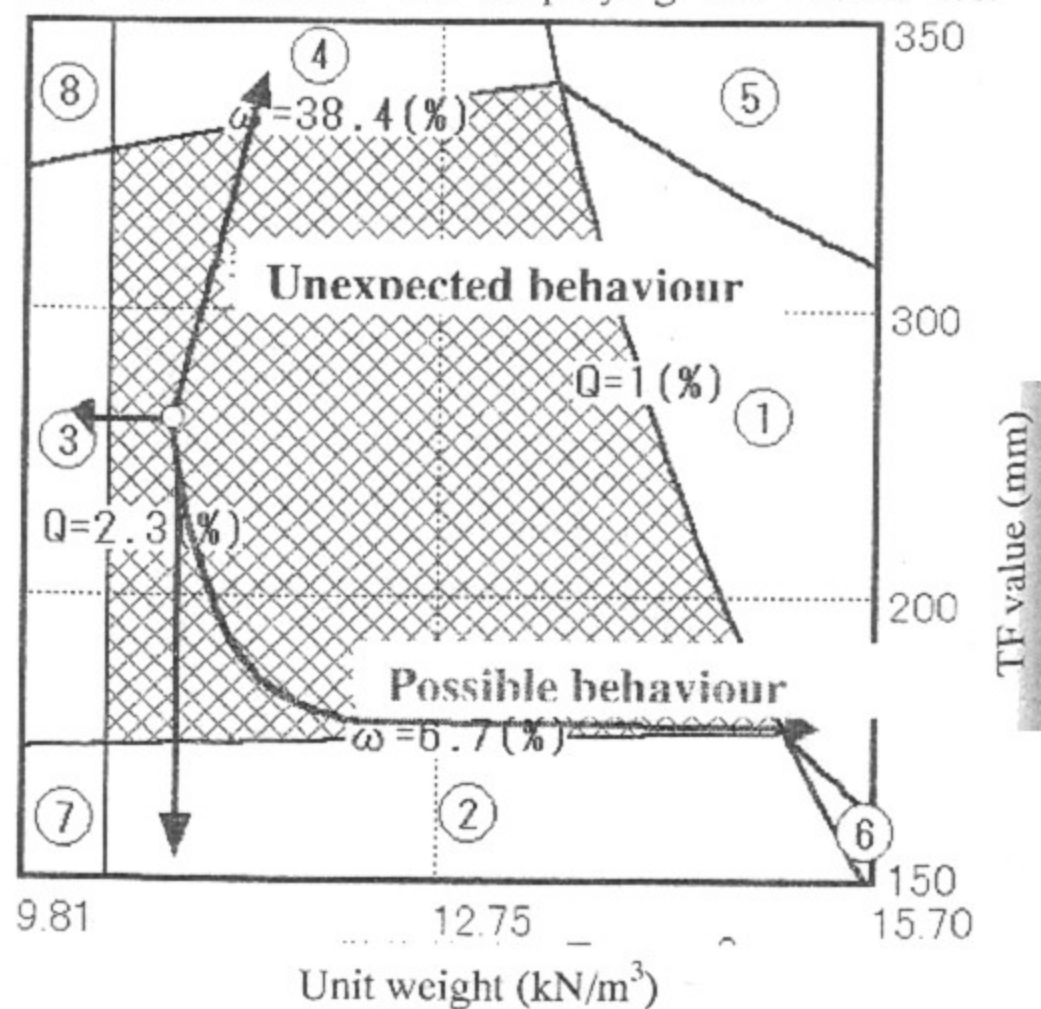 350
8
4
5
ω=38.4(%)
Unexpected behaviour
300
Q=1(%)
1
3
Q=2.3(%)
TF value (mm)
200
Possible behaviour
ω=6.7(%)
7
2
6
150
9.81
12.75
15.70
Unit weight (kN/m³)